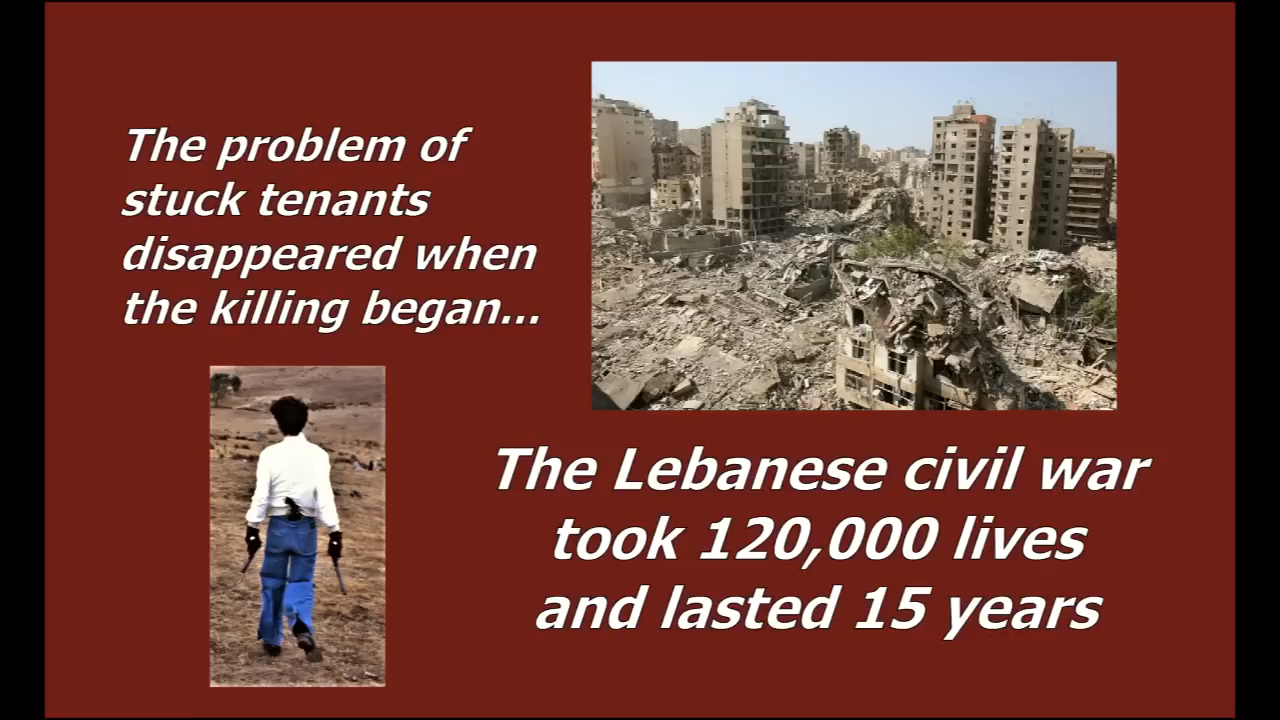 The problem of
stuck tenants
disappeared when
the killing began...
The Lebanese civil war
took 120,000 lives
and lasted 15 years